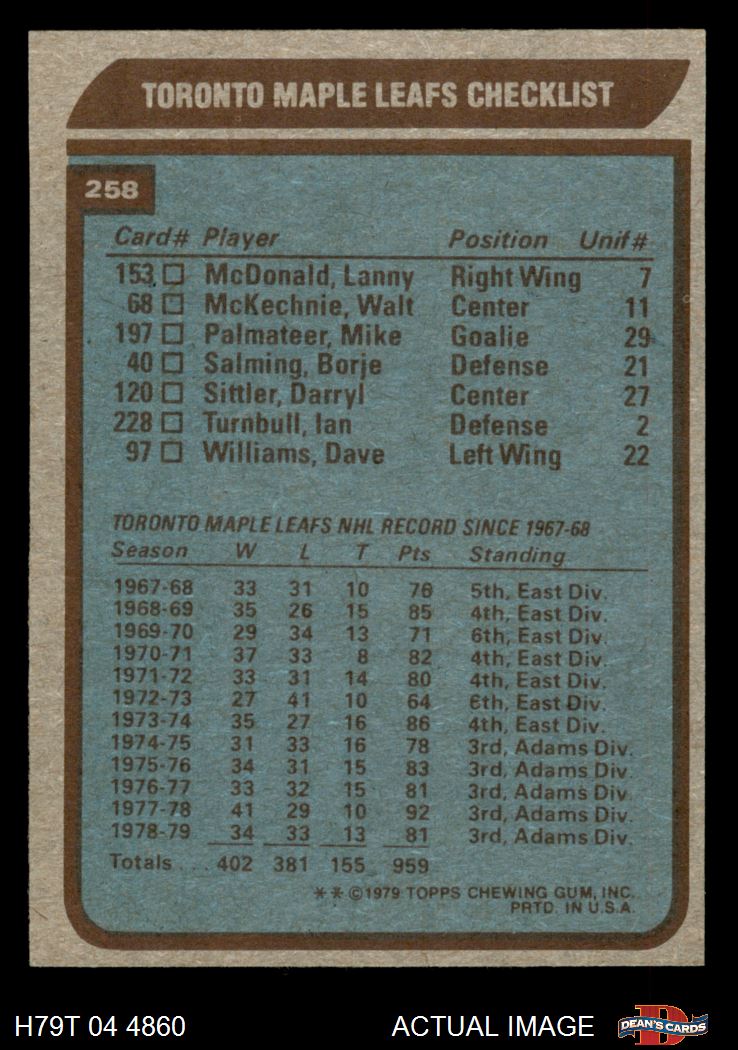 TORONTO MAPLE LEAFS CHECKLIST
258
Card# Player Position Unif#
153 McDonald, Lanny Right Wing 7
68 McKechnie, Walt Center 11
197 Palmateer, Mike Goalie 29
40 Salming, Borje Defense 21
120 Sittler, Darryl Center 27
228 Turnbull, Ian Defense 2
97 Williams, Dave Left Wing 22
TORONTO MAPLE LEAFS NHL RECORD SINCE 1967-68
Season W L T Pts Standing
1967-68 33 31 10 76 5th, East Div.
1968-69 35 26 15 85 4th, East Div.
1969-70 29 34 13 71 6th, East Div.
1970-71 37 33 8 82 4th, East Div.
1971-72 33 31 14 80 4th, East Div.
1972-73 27 41 10 64 6th, East Div.
1973-74 35 27 16 86 4th, East Div.
1974-75 31 33 16 78 3rd, Adams Div.
1975-76 34 31 15 83 3rd, Adams Div.
1976-77 33 32 15 81 3rd, Adams Div.
1977-78 41 29 10 92 3rd, Adams Div.
1978-79 34 33 13 81 3rd, Adams Div.
Totals . . . 402 381 155 959
* * ©1979 TOPPS CHEWING GUM, INC.
PRTD. IN U.S.A.
H79T 04 4860 ACTUAL IMAGE D DEAN'S CARDS